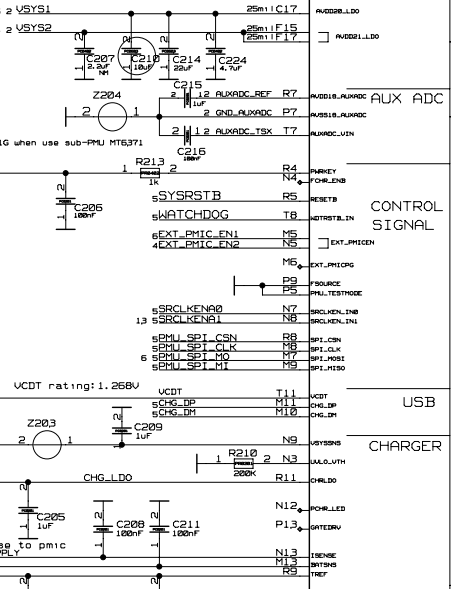 2 VSYS1 25mil C17 AVDD20_LDO
2 VSYS2 25mil F15
25mil F17 AVDD21_LDO
C207 2.2uF NM
C210 10uF
C214 22uF
C224 4.7uF
C215 1uF
Z204
2 1
2 1 2 AUXADC_REF R7 AVDD18_AUXADC
AUX ADC
2 GND_AUXADC P7 AVSS18_AUXADC
2 1 2 AUXADC_TSX T7 AUXADC_VIN
C216 100nF
1G when use sub-PMU MT6371
R213
1 2
1k
R4 PWRKEY
N4 FCHR_ENB
C206 100nF
5 SYSRSTB R5 RESETB
CONTROL
SIGNAL
5 WATCHDOG T8 WDTRSTB_IN
6 EXT_PMIC_EN1 M5
4 EXT_PMIC_EN2 N5 EXT_PMICEN
M6 EXT_PMICPG
P9 FSOURCE
P5 PMU_TESTMODE
5 SRCLKENA0 N7 SRCLKEN_IN0
13 5 SRCLKENA1 N8 SRCLKEN_IN1
5 PMU_SPI_CSN R8 SPI_CSN
5 PMU_SPI_CLK M8 SPI_CLK
6 5 PMU_SPI_MO M7 SPI_MOSI
5 PMU_SPI_MI M9 SPI_MISO
VCDT rating: 1.268V
VCDT T11 VCDT
5 CHG_DP M11 CHG_DP
5 CHG_DM M10 CHG_DM
USB
Z203
2 1
C209 1uF
N9 VSYSSNS
CHARGER
R210
1 2 N3 UVLO_VTH
200K
CHG_LDO R11 CHRLDO
C205 1uF
C208 100nF
C211 100nF
N12 PCHR_LED
P13 GATEDRV
se to pmic
PPLY
N13 ISENSE
M13 BATSNS
R9 TREF